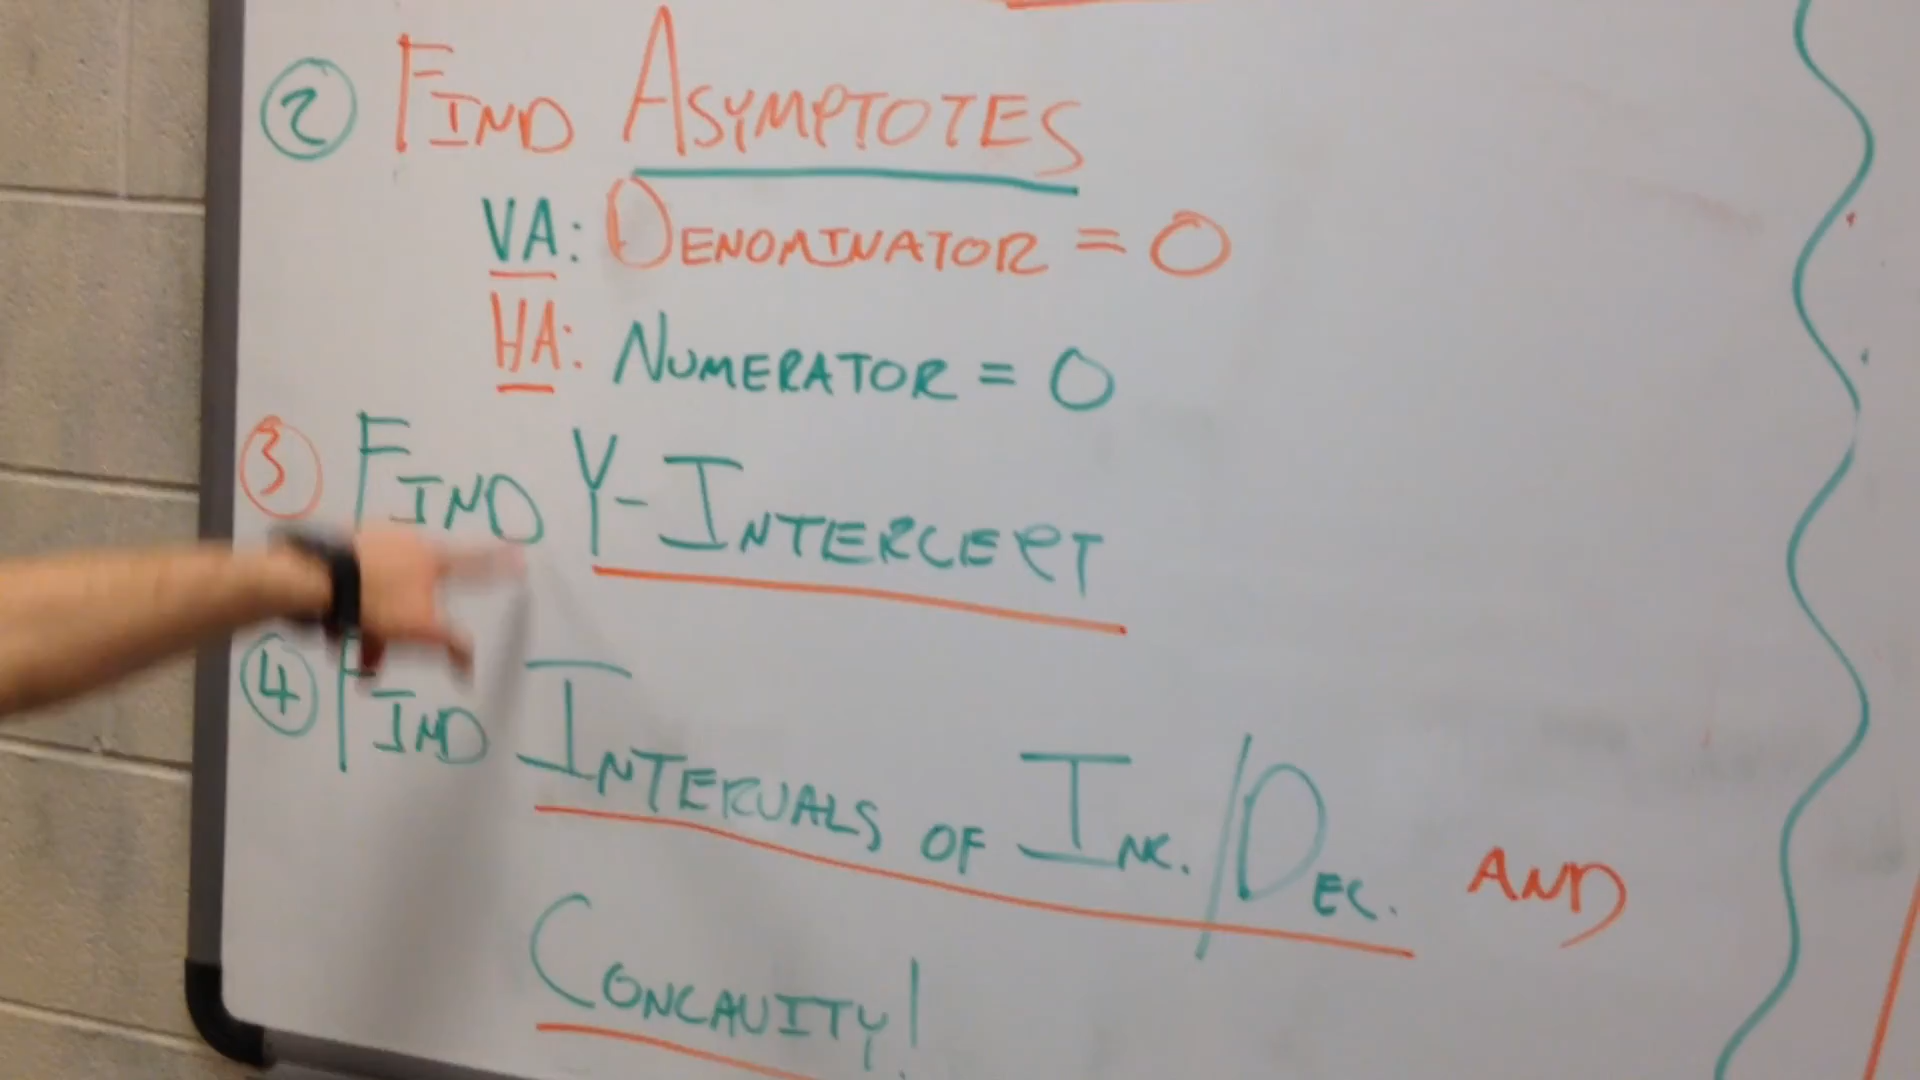 ② FIND ASYMPTOTES
VA: DENOMINATOR = 0
HA: NUMERATOR = 0
③ FIND Y-INTERCEPT
④ FIND INTERVALS OF INC./DEC. AND
CONCAVITY!